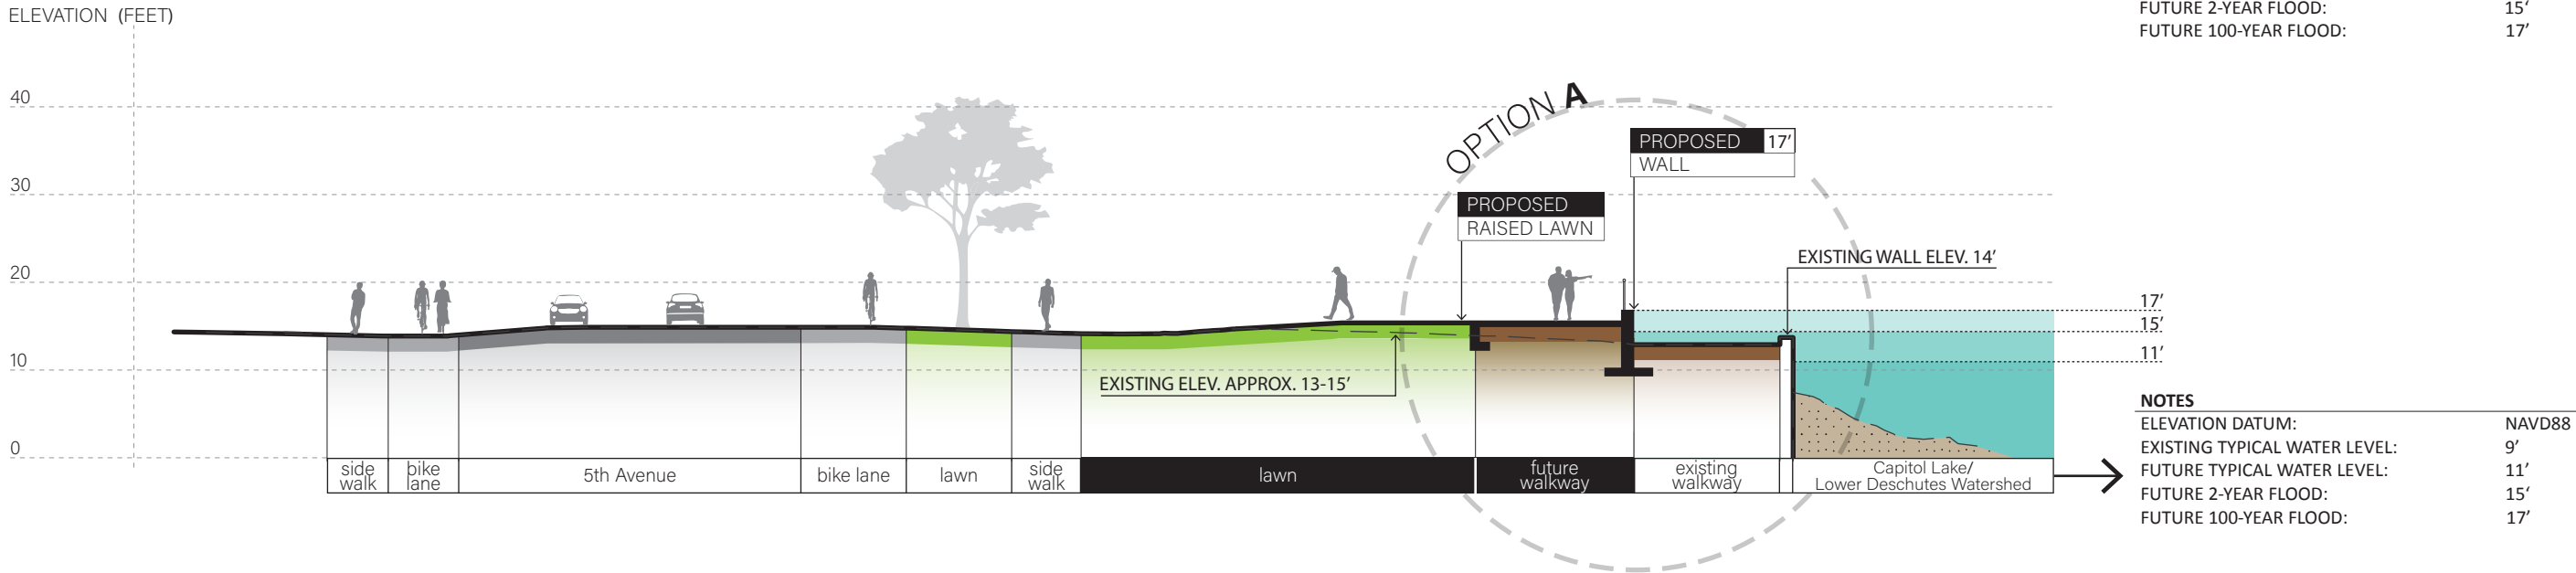 ELEVATION (FEET)
FUTURE 2-YEAR FLOOD: 15‘
FUTURE 100-YEAR FLOOD: 17’
40
30
20
10
0
OPTION A
PROPOSED 17’
WALL
PROPOSED
RAISED LAWN
EXISTING WALL ELEV. 14’
EXISTING ELEV. APPROX. 13-15’
17’
15’
11’
side
walk
bike
lane
5th Avenue
bike lane
lawn
side
walk
lawn
future
walkway
existing
walkway
Capitol Lake/
Lower Deschutes Watershed
NOTES
ELEVATION DATUM: NAVD88
EXISTING TYPICAL WATER LEVEL: 9’
FUTURE TYPICAL WATER LEVEL: 11’
FUTURE 2-YEAR FLOOD: 15‘
FUTURE 100-YEAR FLOOD: 17’